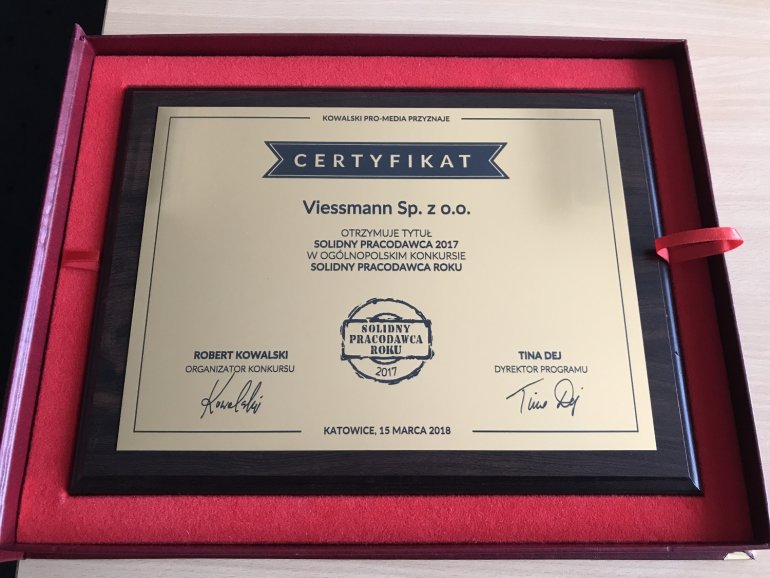 KOWALSKI PRO-MEDIA PRZYZNAJE
CERTYFIKAT
Viessmann Sp. z o.o.
OTRZYMUJE TYTUŁ
SOLIDNY PRACODAWCA 2017
W OGÓLNOPOLSKIM KONKURSIE
SOLIDNY PRACODAWCA ROKU
SOLIDNY
PRACODAWCA
ROKU
2017
ROBERT KOWALSKI
ORGANIZATOR KONKURSU
Kowalski
TINA DEJ
DYREKTOR PROGRAMU
Tina Dej
KATOWICE, 15 MARCA 2018